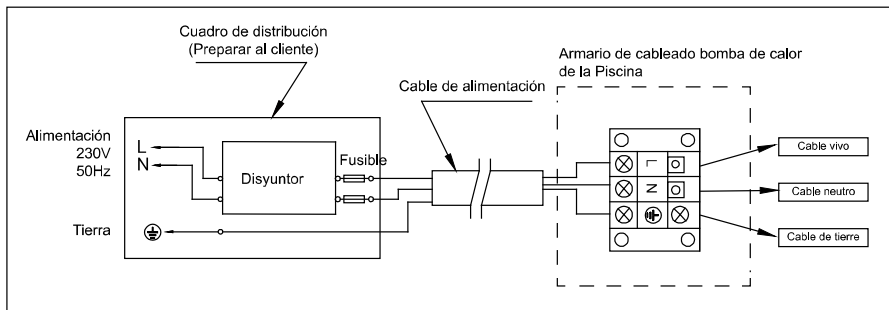 Cuadro de distribución
(Preparar al cliente)
Armario de cableado bomba de calor
de la Piscina
Cable de alimentación
Alimentación
230V
50Hz
L
N
Disyuntor
Fusible
Tierra
L
N
Cable vivo
Cable neutro
Cable de tierre